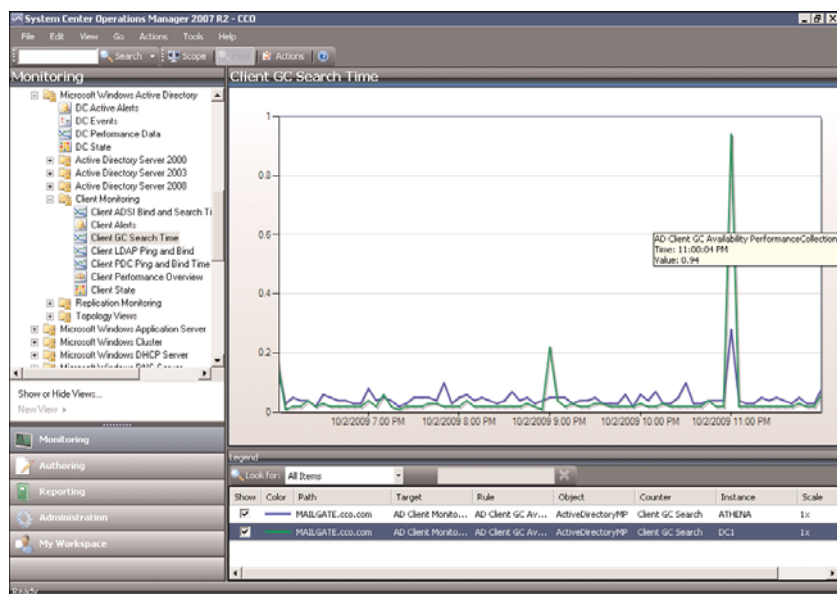 System Center Operations Manager 2007 R2 - CCO
File Edit View Go Actions Tools Help
Search Scope Find Actions
Monitoring
Microsoft Windows Active Directory
DC Active Alerts
DC Events
DC Performance Data
DC State
Active Directory Server 2000
Active Directory Server 2003
Active Directory Server 2008
Client Monitoring
Client ADSI Bind and Search Ti
Client Alerts
Client GC Search Time
Client LDAP Ping and Bind
Client PDC Ping and Bind Time
Client Performance Overview
Client State
Replication Monitoring
Topology Views
Microsoft Windows Application Server
Microsoft Windows Cluster
Microsoft Windows DHCP Server
Microsoft Windows DNS Server
Show or Hide Views...
New View
Monitoring
Authoring
Reporting
Administration
My Workspace
Client GC Search Time
1
0.8
0.6
0.4
0.2
0
AD Client GC Availability PerformanceCollection
Time: 11:00:04 PM
Value: 0.94
10/2/2009 7:00 PM 10/2/2009 8:00 PM 10/2/2009 9:00 PM 10/2/2009 10:00 PM 10/2/2009 11:00 PM
Legend
Look for: All Items
Show Color Path Target Rule Object Counter Instance Scale
MAILGATE.cco.com AD Client Monito... AD Client GC Av... ActiveDirectoryMP Client GC Search ATHENA 1x
MAILGATE.cco.com AD Client Monito... AD Client GC Av... ActiveDirectoryMP Client GC Search DC1 1x
Ready